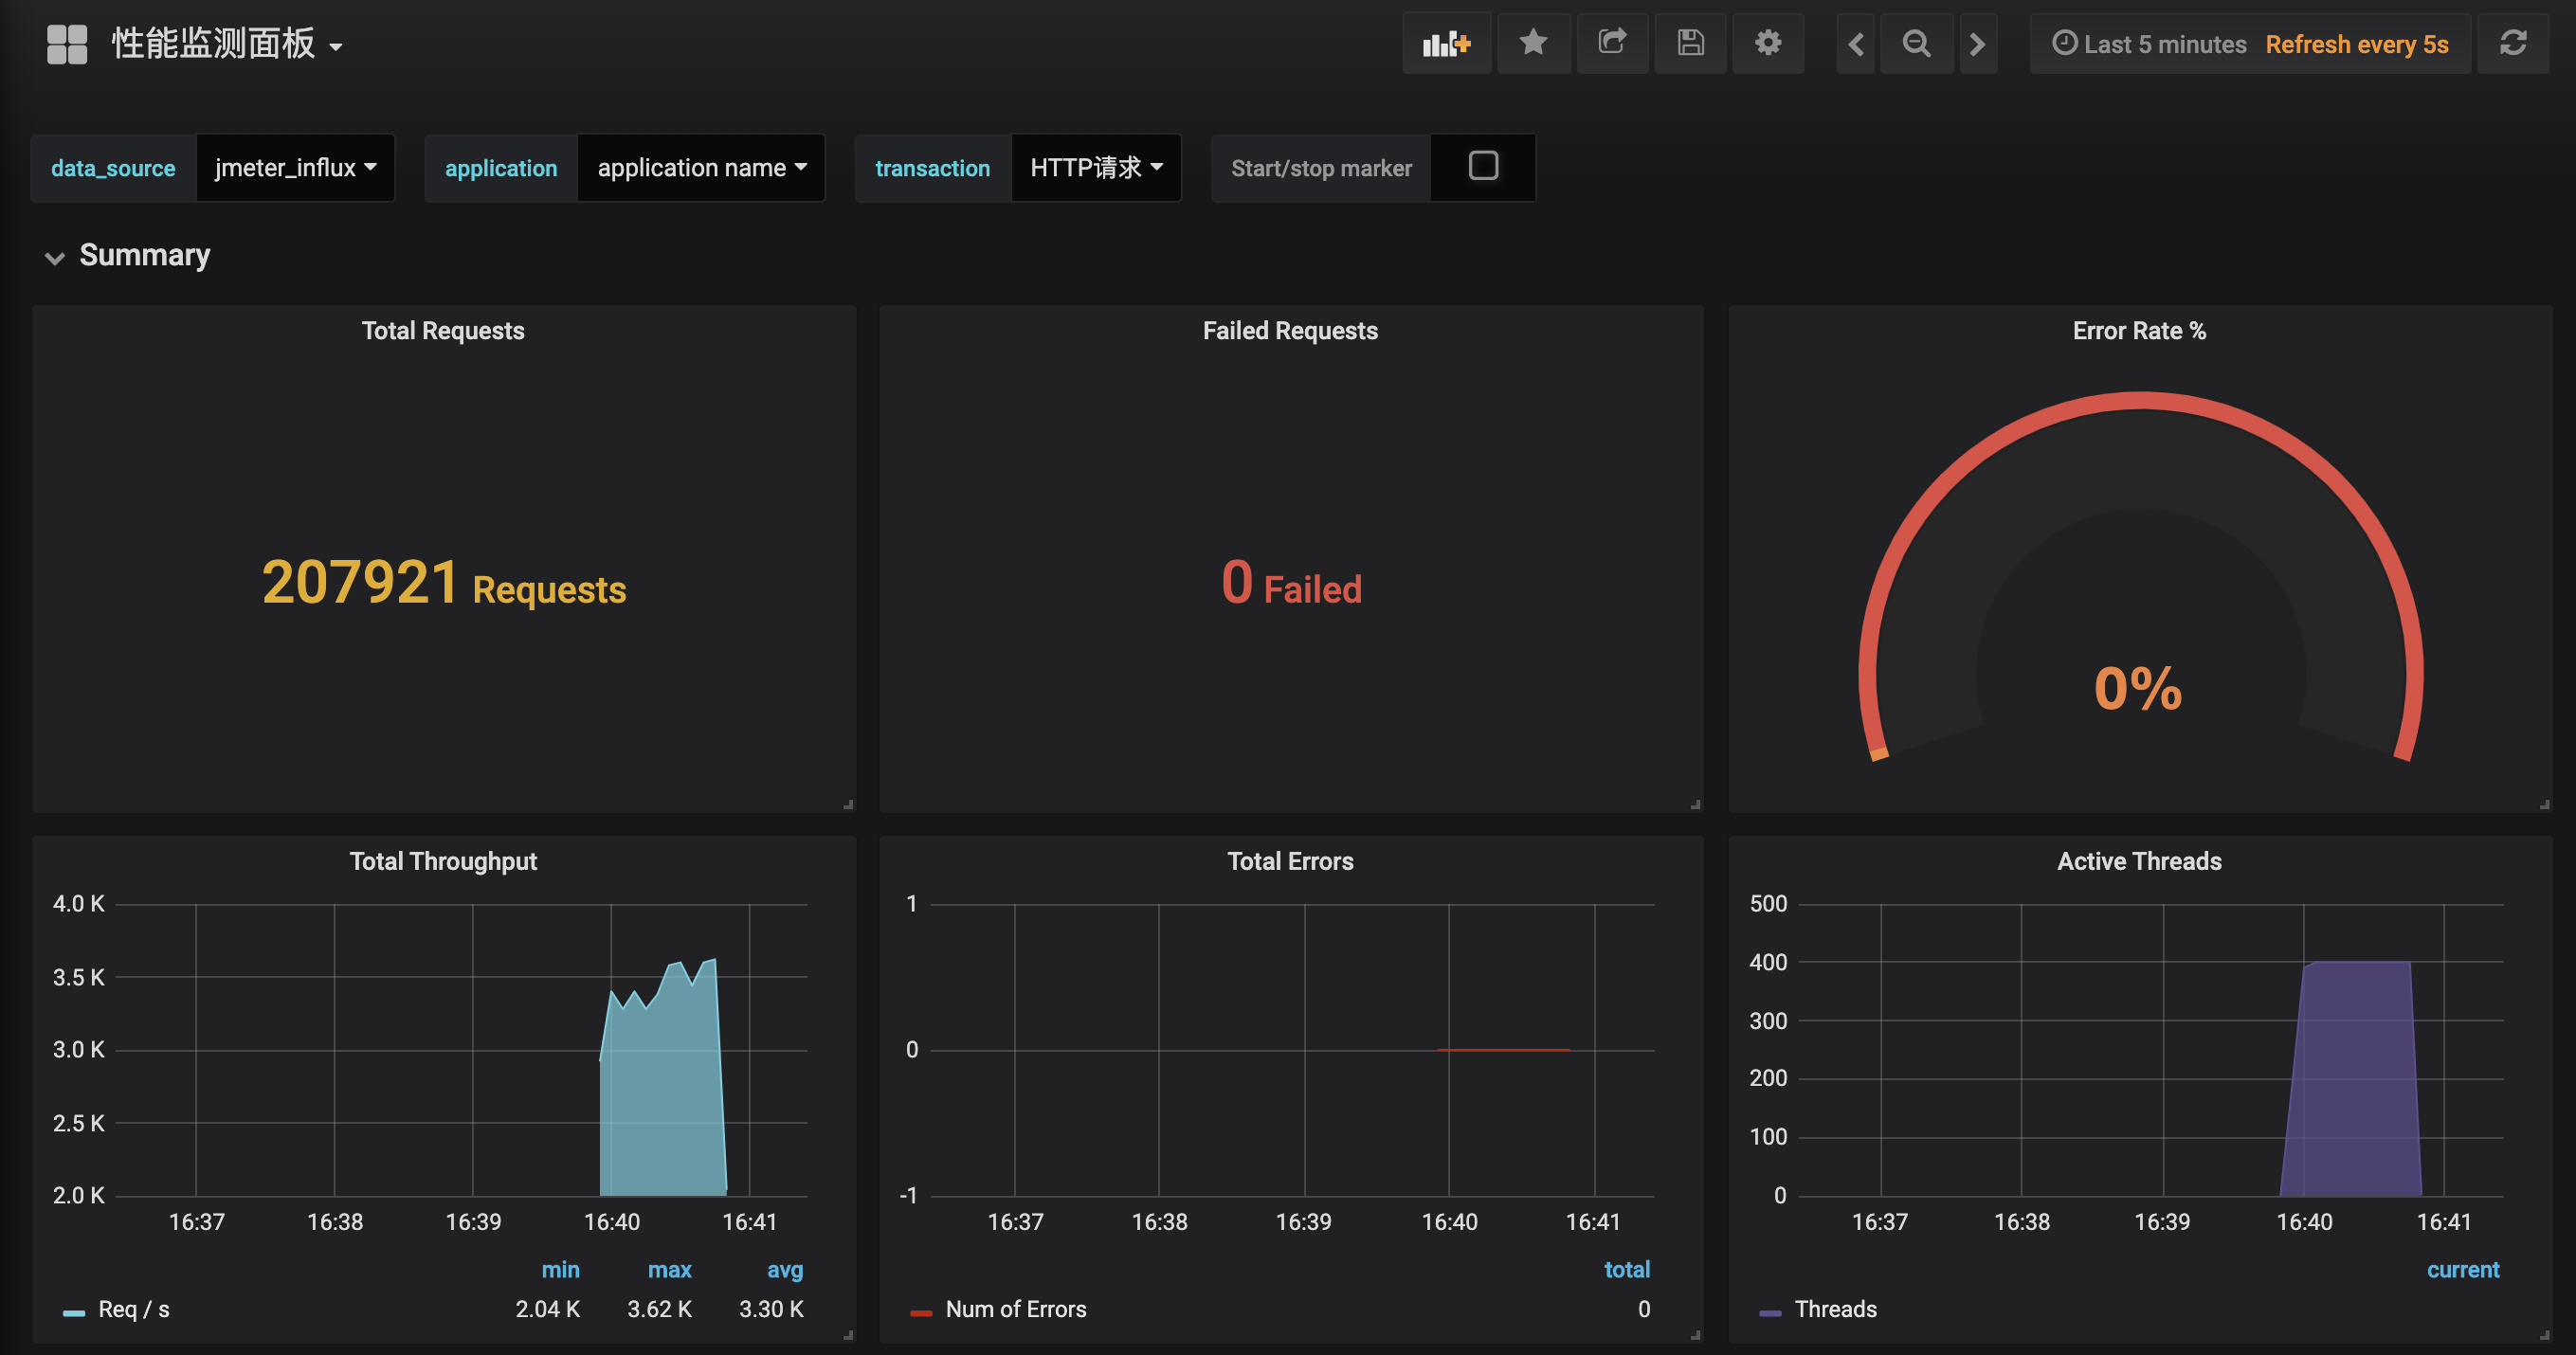 性能监测面板
Last 5 minutes Refresh every 5s
data_source jmeter_influx application application name transaction HTTP请求 Start/stop marker
Summary
Total Requests
207921 Requests
Failed Requests
0 Failed
Error Rate %
0%
Total Throughput
4.0 K
3.5 K
3.0 K
2.5 K
2.0 K
16:37 16:38 16:39 16:40 16:41
min max avg
Req / s 2.04 K 3.62 K 3.30 K
Total Errors
1
0
-1
16:37 16:38 16:39 16:40 16:41
total
Num of Errors 0
Active Threads
500
400
300
200
100
0
16:37 16:38 16:39 16:40 16:41
current
Threads